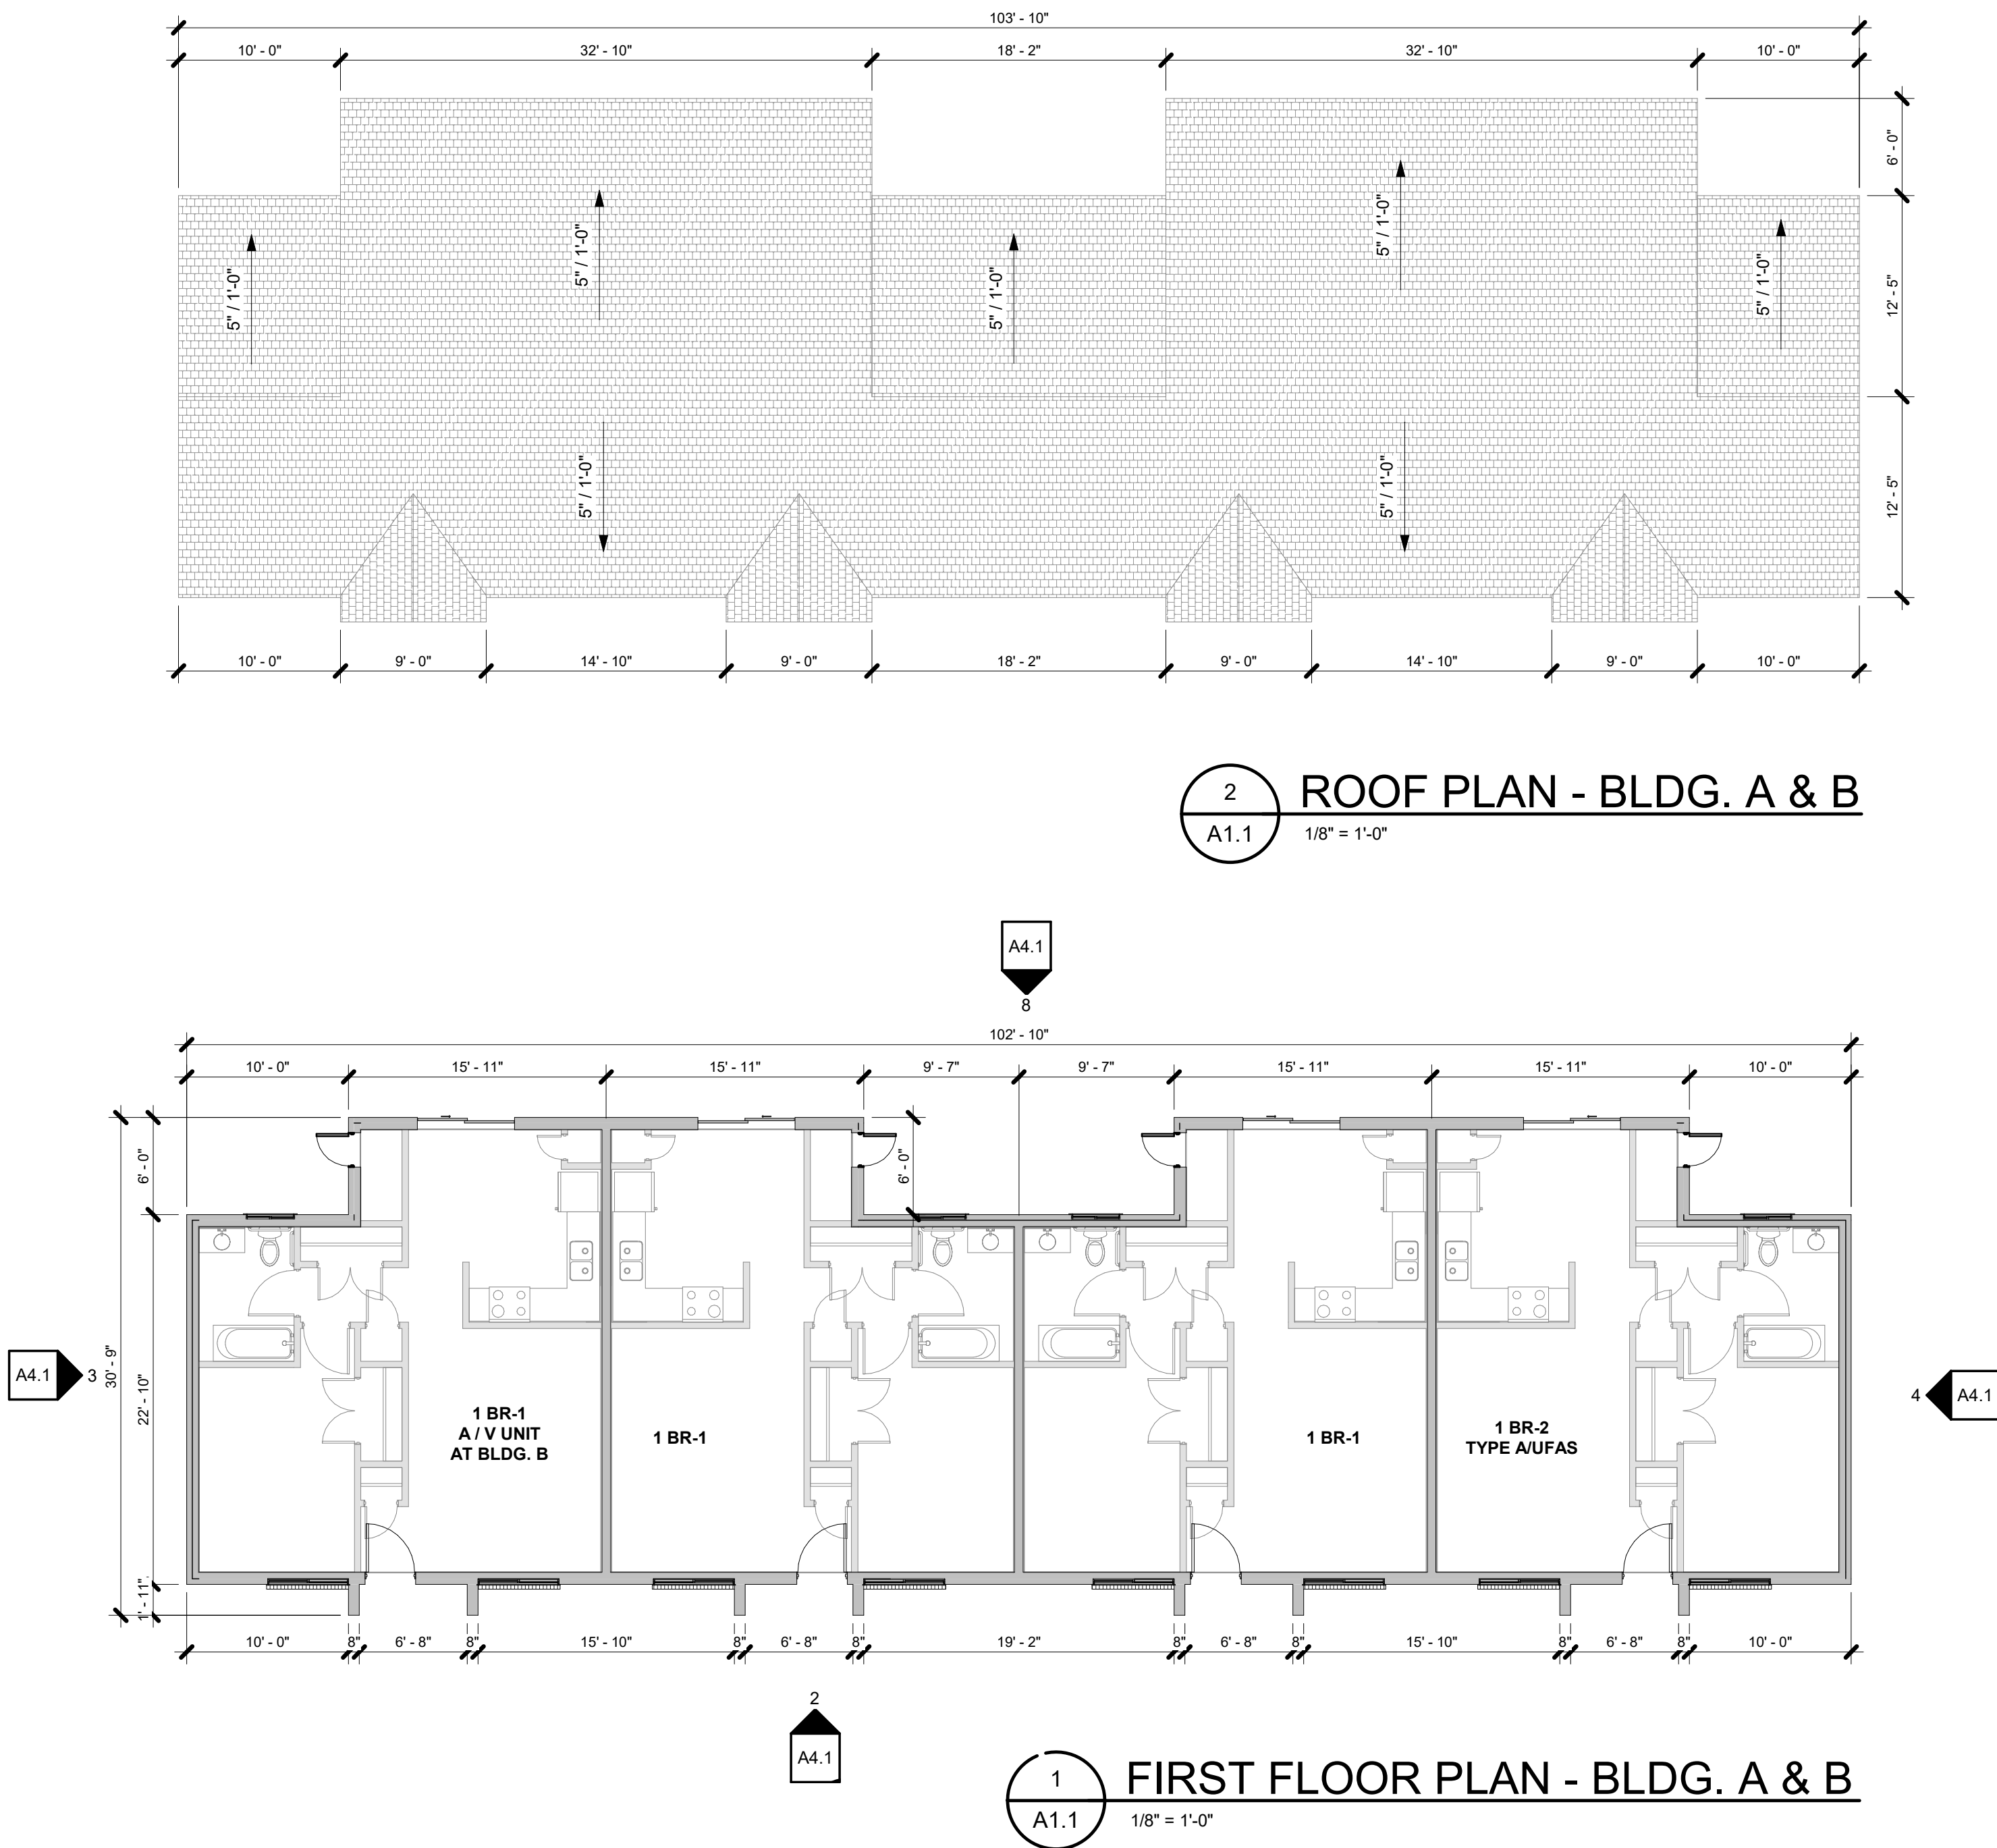 103' - 10"
10' - 0" 32' - 10" 18' - 2" 32' - 10" 10' - 0"
6' - 0"
5" / 1'-0" 5" / 1'-0" 5" / 1'-0" 5" / 1'-0" 5" / 1'-0"
12' - 5"
5" / 1'-0" 5" / 1'-0"
12' - 5"
10' - 0" 9' - 0" 14' - 10" 9' - 0" 18' - 2" 9' - 0" 14' - 10" 9' - 0" 10' - 0"
2
A1.1
ROOF PLAN - BLDG. A & B
1/8" = 1'-0"
A4.1
8
102' - 10"
10' - 0" 15' - 11" 15' - 11" 9' - 7" 9' - 7" 15' - 11" 15' - 11" 10' - 0"
6' - 0" 6' - 0"
A4.1 3
30' - 9"
22' - 10"
4 A4.1
1 BR-1
A / V UNIT
AT BLDG. B
1 BR-1
1 BR-1
1 BR-2
TYPE A/UFAS
1' - 11"
10' - 0" 8" 6' - 8" 8" 15' - 10" 8" 6' - 8" 8" 19' - 2" 8" 6' - 8" 8" 15' - 10" 8" 6' - 8" 8" 10' - 0"
2
A4.1
1
A1.1
FIRST FLOOR PLAN - BLDG. A & B
1/8" = 1'-0"